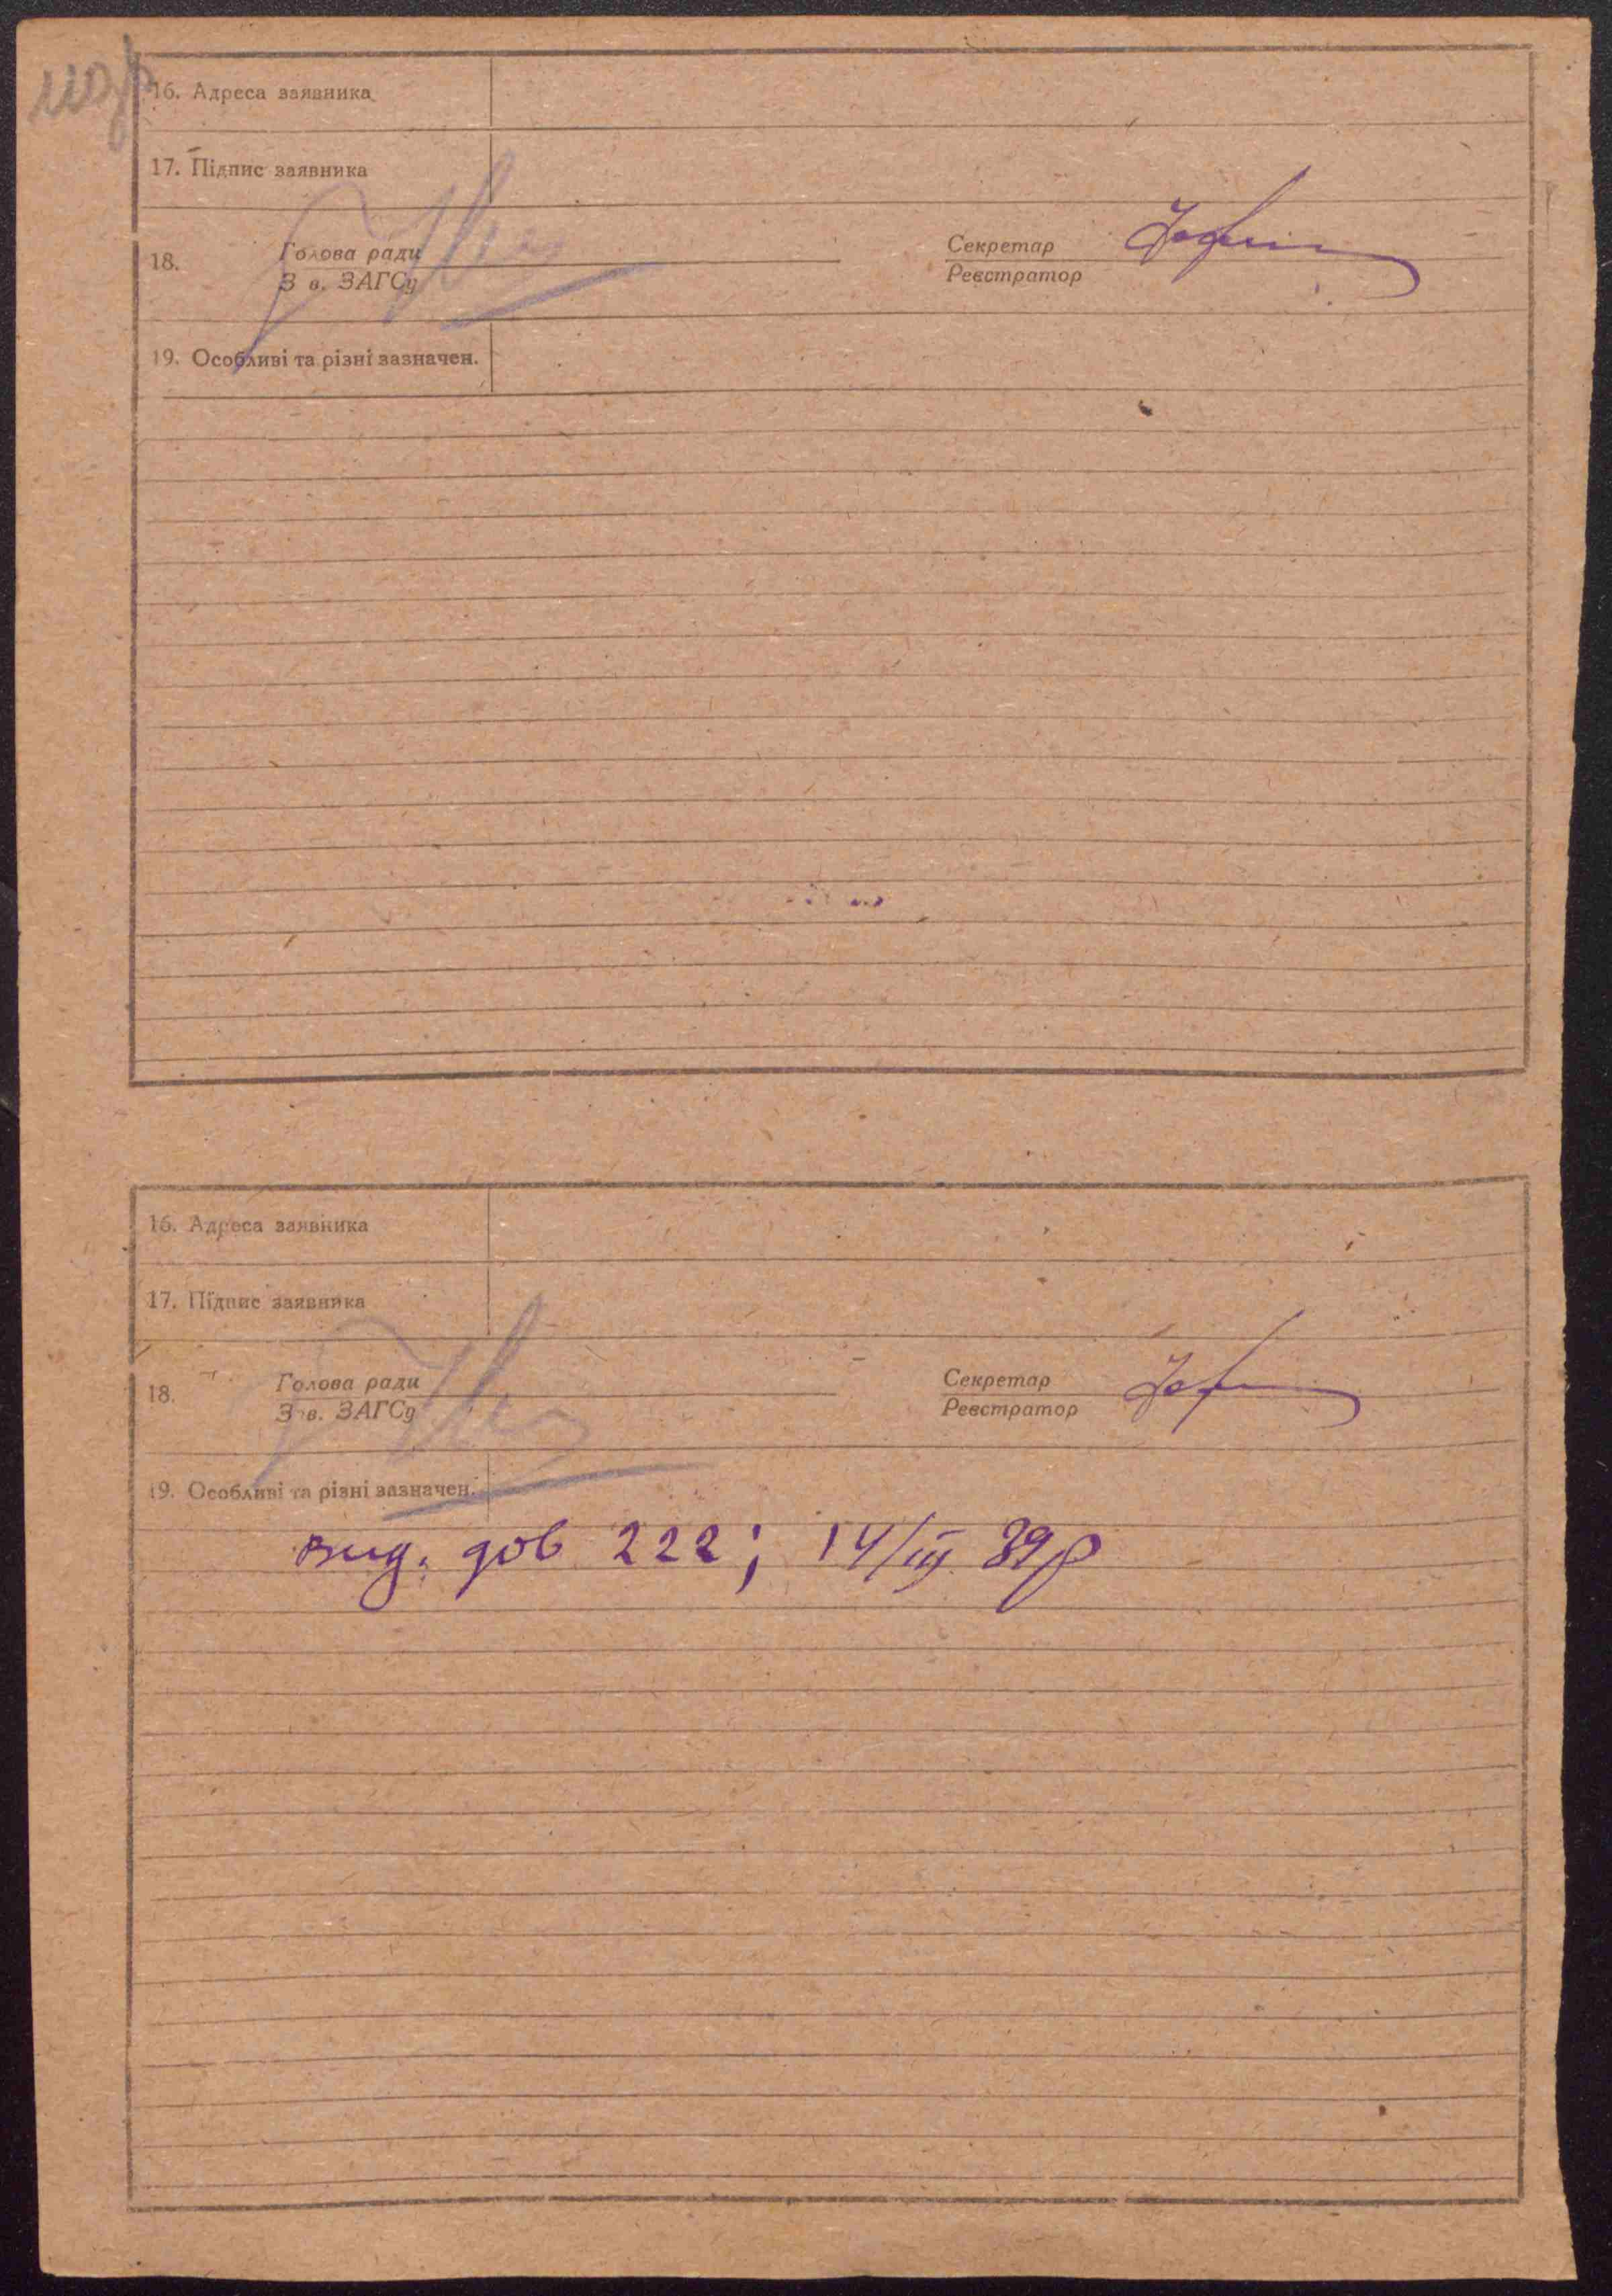 16. Адреса заявника
17. Підпис заявника
18. Голова ради Секретар
З в. ЗАГСу Реєстратор
19. Особливі та різні зазначен.
16. Адреса заявника
17. Підпис заявника
18. Голова ради Секретар
З в. ЗАГСу Реєстратор
19. Особливі та різні зазначен.
вид. дов 222; 14/III 39р